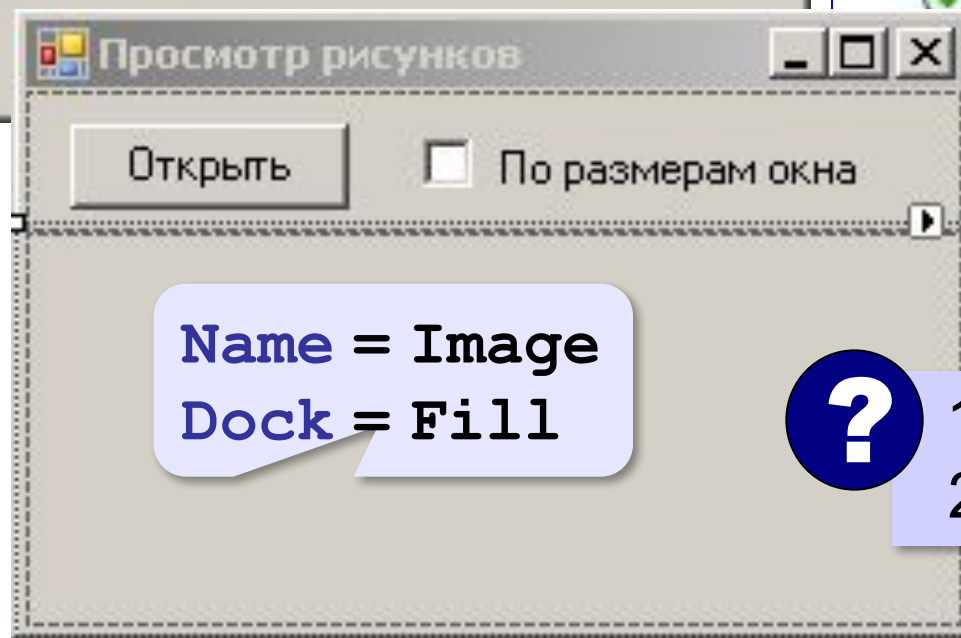 Просмотр рисунков
Открыть
По размерам окна
Name = Image
Dock = Fill
?